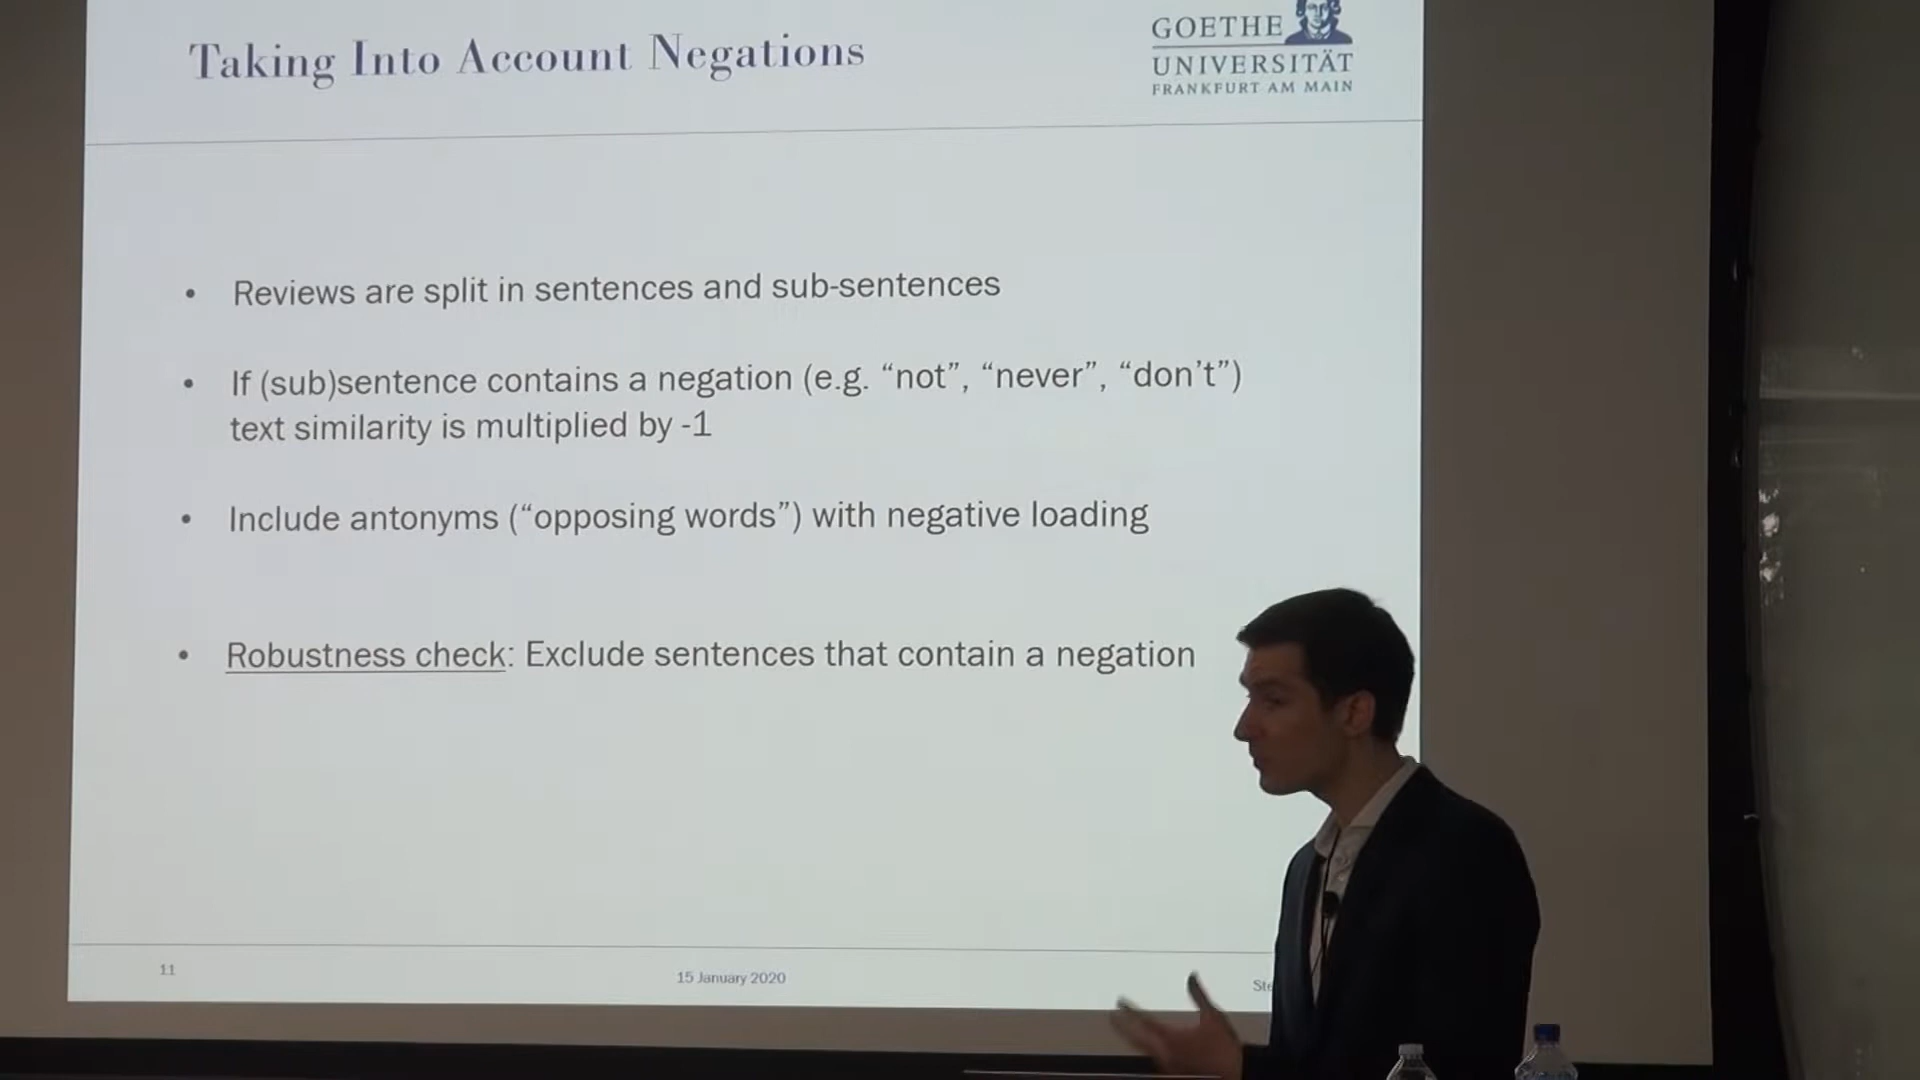 Taking Into Account Negations
GOETHE
UNIVERSITÄT
FRANKFURT AM MAIN
• Reviews are split in sentences and sub-sentences
• If (sub)sentence contains a negation (e.g. “not”, “never”, “don’t”)
text similarity is multiplied by -1
• Include antonyms (“opposing words”) with negative loading
• Robustness check: Exclude sentences that contain a negation
11
15 January 2020